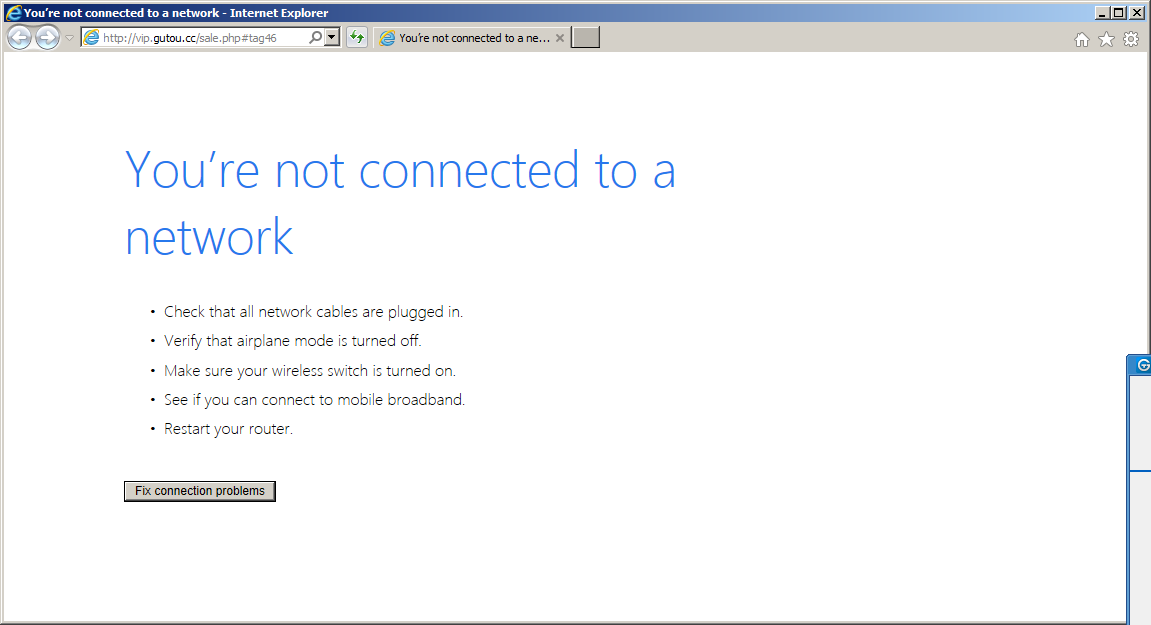 You're not connected to a network - Internet Explorer
http://vip.gutou.cc/sale.php#tag46
You're not connected to a ne...
You're not connected to a
network
• Check that all network cables are plugged in.
• Verify that airplane mode is turned off.
• Make sure your wireless switch is turned on.
• See if you can connect to mobile broadband.
• Restart your router.
Fix connection problems